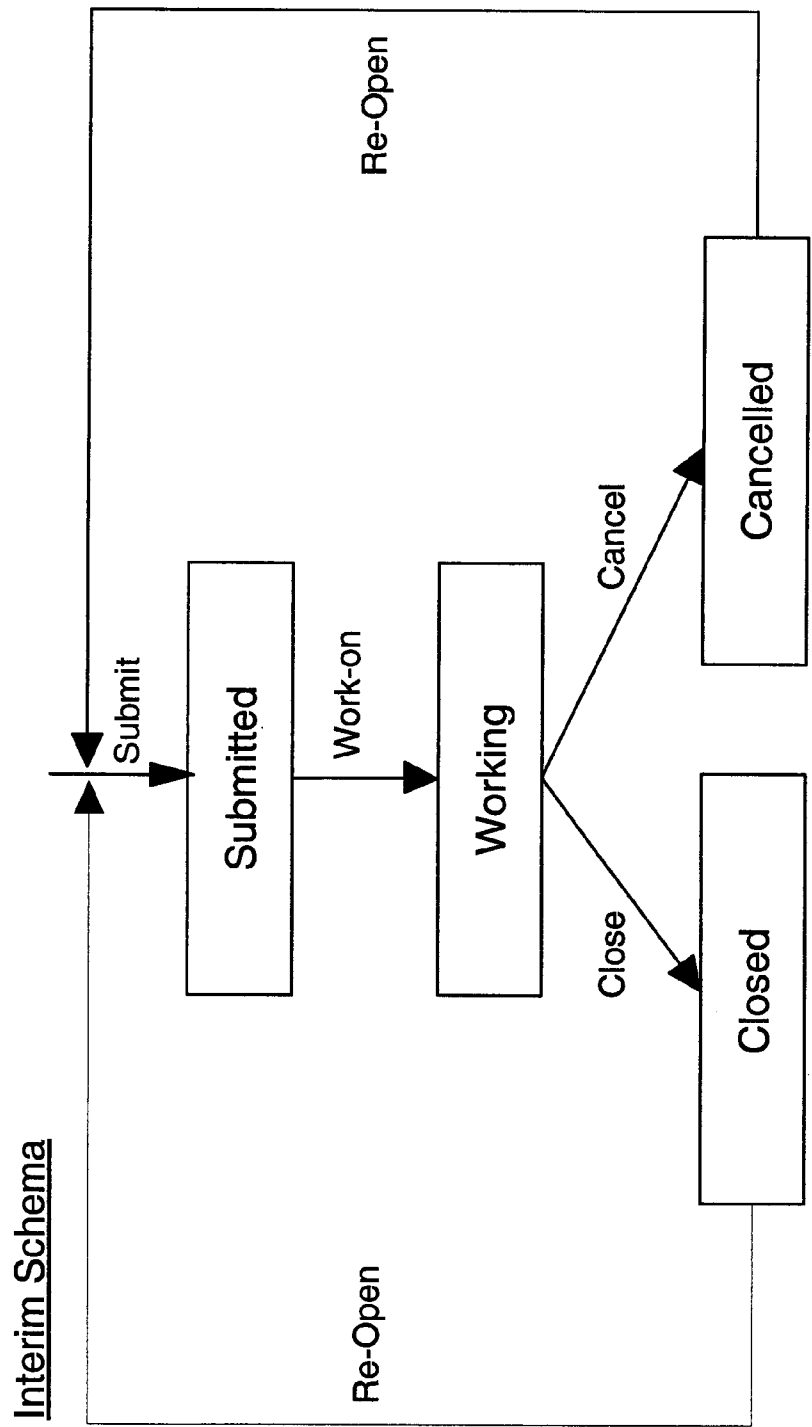 Interim Schema
Submit
Submitted
Re-Open
Work-on
Re-Open
Working
Close
Cancel
Closed
Cancelled